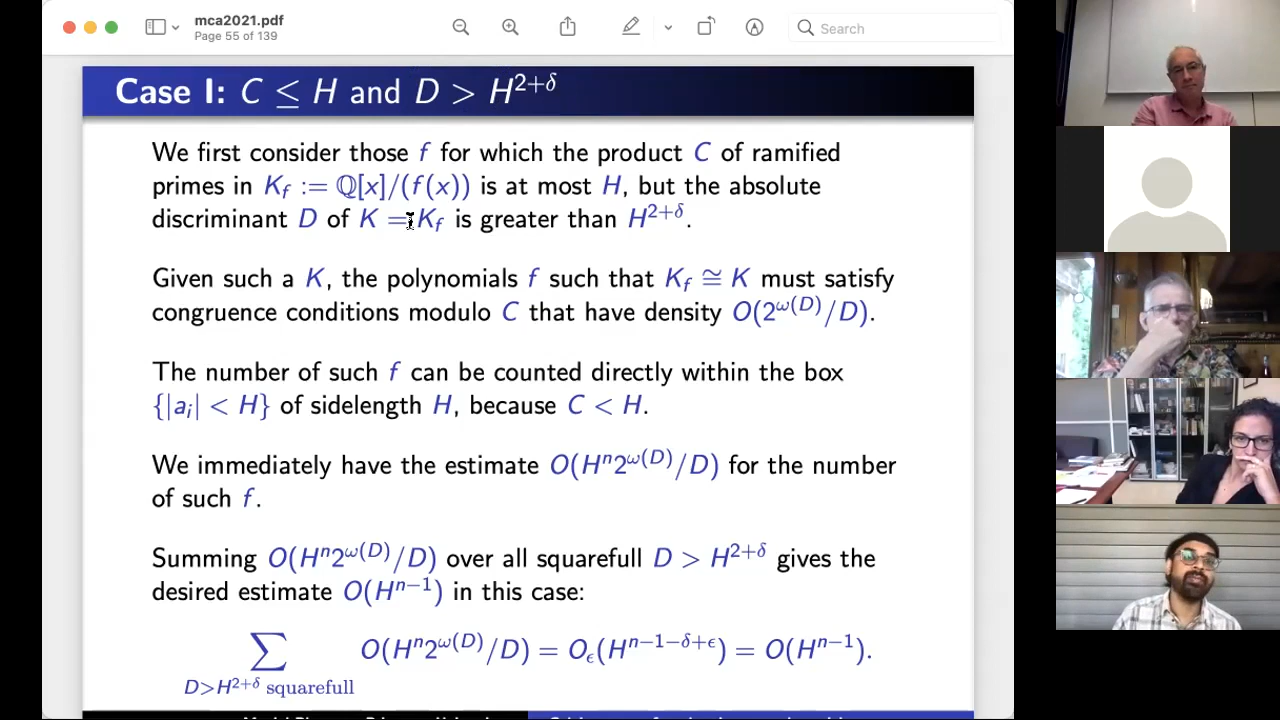 mca2021.pdf
Page 55 of 139
Search
Case I: C ≤ H and D > H^{2+δ}
We first consider those f for which the product C of ramified
primes in K_f := ℚ[x]/(f(x)) is at most H, but the absolute
discriminant D of K = K_f is greater than H^{2+δ}.
Given such a K, the polynomials f such that K_f ≅ K must satisfy
congruence conditions modulo C that have density O(2^{ω(D)}/D).
The number of such f can be counted directly within the box
{|a_i| < H} of sidelength H, because C < H.
We immediately have the estimate O(H^n 2^{ω(D)}/D) for the number
of such f.
Summing O(H^n 2^{ω(D)}/D) over all squarefull D > H^{2+δ} gives the
desired estimate O(H^{n−1}) in this case:
∑ O(H^n 2^{ω(D)}/D) = O_ϵ(H^{n−1−δ+ϵ}) = O(H^{n−1}).
D>H^{2+δ} squarefull